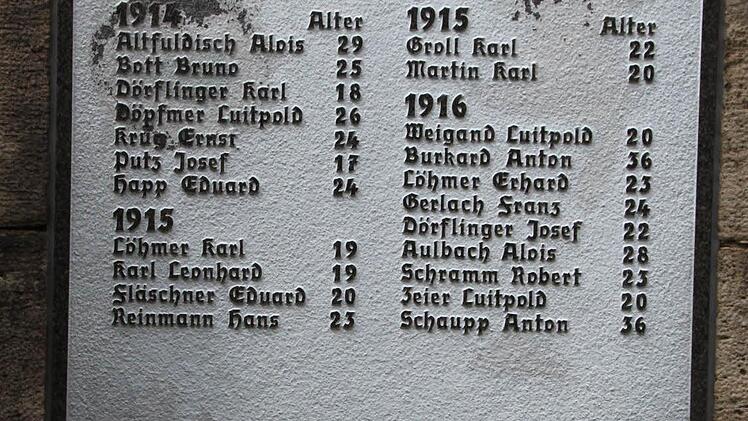 1914 Alter
Altfuldisch Alois 29
Bott Bruno 25
Dörflinger Karl 18
Döpfmer Luitpold 26
Krug Ernst 24
Putz Josef 17
Happ Eduard 24
1915
Löhmer Karl 19
Karl Leonhard 19
Fläschner Eduard 20
Reinmann Hans 23
1915 Alter
Groll Karl 22
Martin Karl 20
1916
Weigand Luitpold 20
Burkard Anton 36
Löhmer Erhard 23
Gerlach Franz 24
Dörflinger Josef 22
Aulbach Alois 28
Schramm Robert 23
Zeier Luitpold 20
Schaupp Anton 36